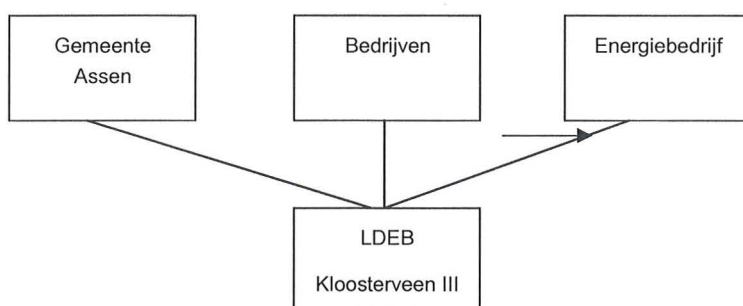 Gemeente
Assen
Bedrijven
Energiebedrijf
LDEB
Kloosterveen III